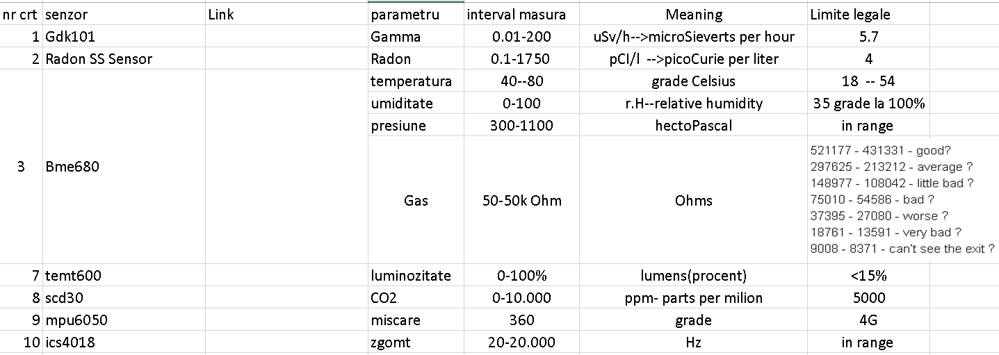 nr crt senzor Link parametru interval masura Meaning Limite legale
1 Gdk101 Gamma 0.01-200 uSv/h-->microSieverts per hour 5.7
2 Radon SS Sensor Radon 0.1-1750 pCI/l -->picoCurie per liter 4
temperatura 40--80 grade Celsius 18 -- 54
umiditate 0-100 r.H--relative humidity 35 grade la 100%
presiune 300-1100 hectoPascal in range
3 Bme680
Gas 50-50k Ohm Ohms
521177 - 431331 - good?
297625 - 213212 - average ?
148977 - 108042 - little bad ?
75010 - 54586 - bad ?
37395 - 27080 - worse ?
18761 - 13591 - very bad ?
9008 - 8371 - can't see the exit ?
7 temt600 luminozitate 0-100% lumens(procent) <15%
8 scd30 CO2 0-10.000 ppm- parts per milion 5000
9 mpu6050 miscare 360 grade 4G
10 ics4018 zgomt 20-20.000 Hz in range